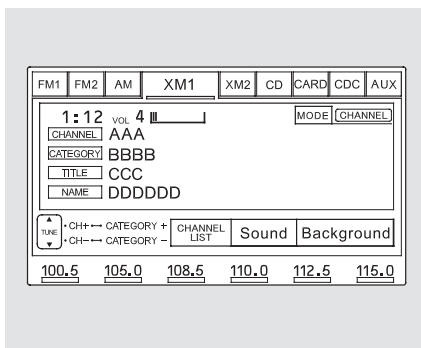 FM1 FM2 AM XM1 XM2 CD CARD CDC AUX
1:12 VOL 4 MODE CHANNEL
CHANNEL AAA
CATEGORY BBBB
TITLE CCC
NAME DDDDDD
TUNE
•CH+↔ CATEGORY +
•CH−↔ CATEGORY −
CHANNEL
LIST
Sound
Background
100.5 105.0 108.5 110.0 112.5 115.0